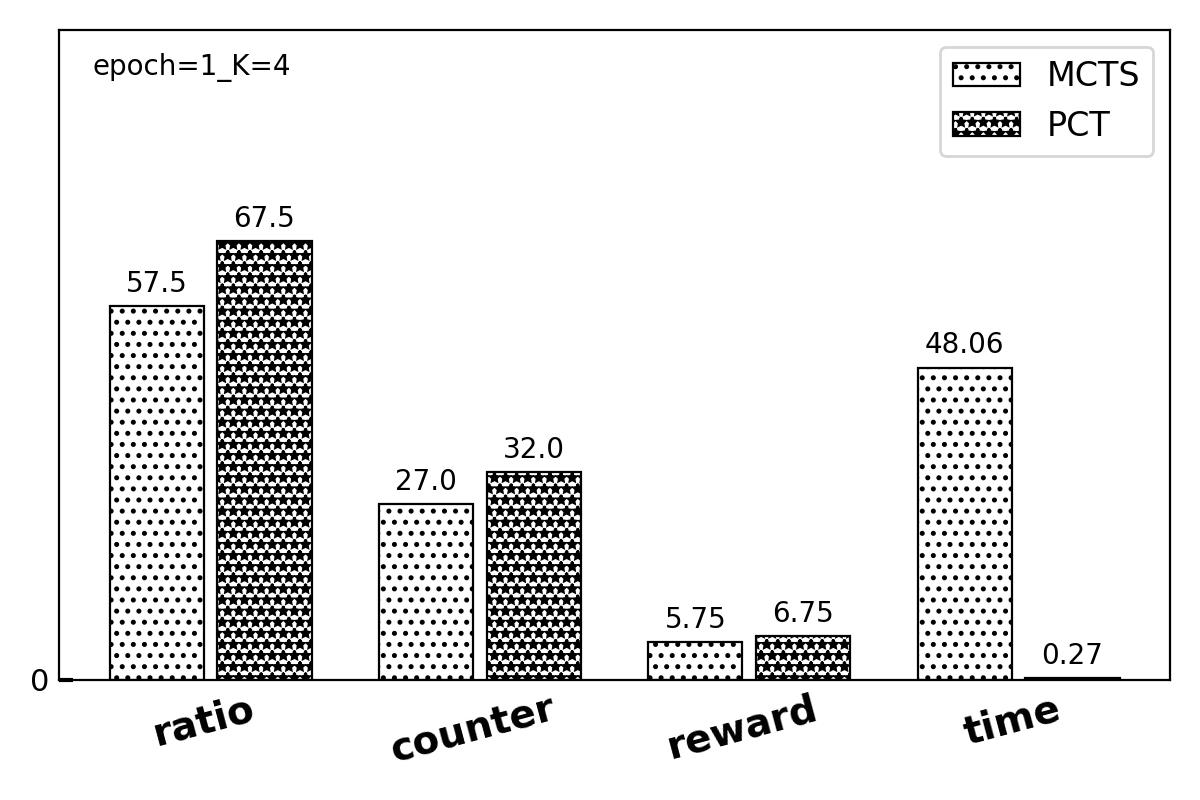 epoch=1_K=4
MCTS
PCT
67.5
57.5
48.06
32.0
27.0
5.75
6.75
0.27
0
ratio
counter
reward
time